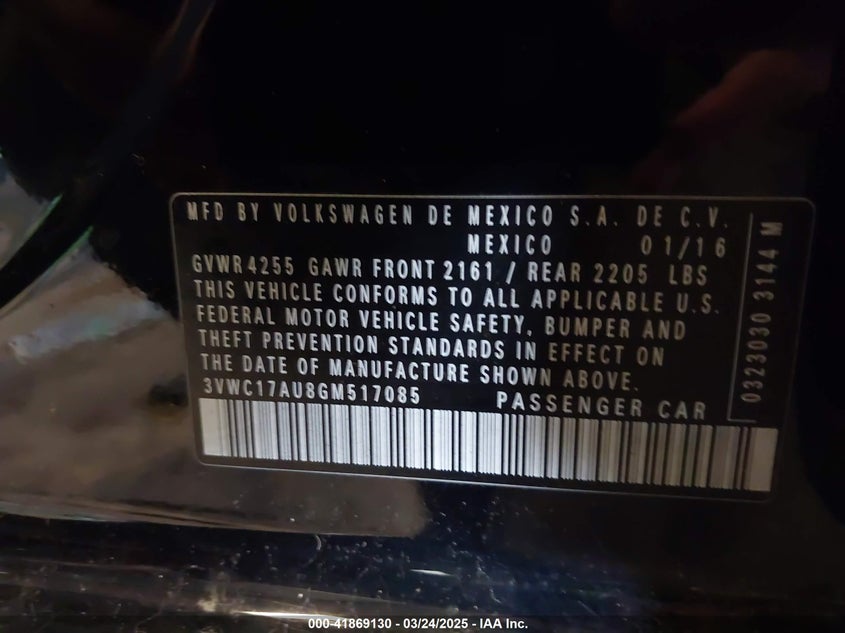 MFD BY VOLKSWAGEN DE MEXICO S.A. DE C.V.
MEXICO 01/16
GVWR 4255 GAWR FRONT 2161 / REAR 2205 LBS
THIS VEHICLE CONFORMS TO ALL APPLICABLE U.S.
FEDERAL MOTOR VEHICLE SAFETY, BUMPER AND
THEFT PREVENTION STANDARDS IN EFFECT ON
THE DATE OF MANUFACTURE SHOWN ABOVE.
3VWC17AU8GM517085 PASSENGER CAR
0323030 3144 M
000-41869130 - 03/24/2025 - IAA Inc.